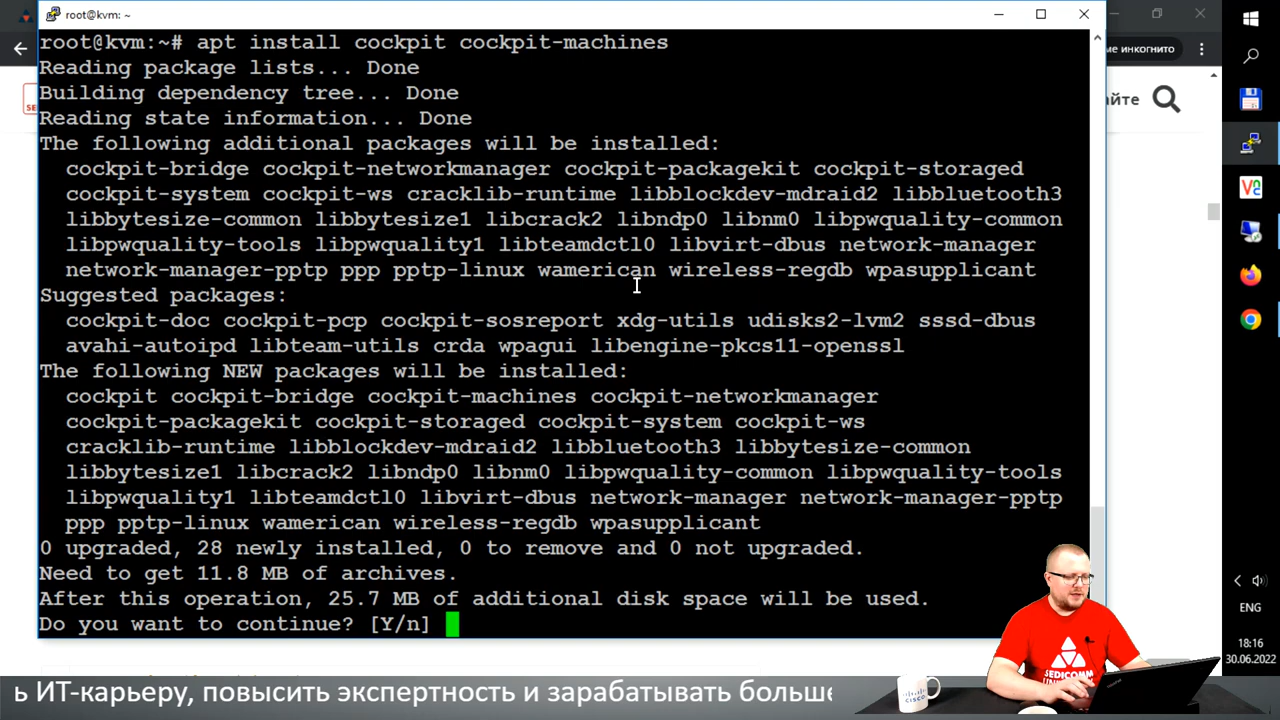 root@kvm: ~
root@kvm:~# apt install cockpit cockpit-machines
Reading package lists... Done
Building dependency tree... Done
Reading state information... Done
The following additional packages will be installed:
cockpit-bridge cockpit-networkmanager cockpit-packagekit cockpit-storaged
cockpit-system cockpit-ws cracklib-runtime libblockdev-mdraid2 libbluetooth3
libbytesize-common libbytesize1 libcrack2 libndp0 libnm0 libpwquality-common
libpwquality-tools libpwquality1 libteamdctl0 libvirt-dbus network-manager
network-manager-pptp ppp pptp-linux wamerican wireless-regdb wpasupplicant
Suggested packages:
cockpit-doc cockpit-pcp cockpit-sosreport xdg-utils udisks2-lvm2 sssd-dbus
avahi-autoipd libteam-utils crda wpagui libengine-pkcs11-openssl
The following NEW packages will be installed:
cockpit cockpit-bridge cockpit-machines cockpit-networkmanager
cockpit-packagekit cockpit-storaged cockpit-system cockpit-ws
cracklib-runtime libblockdev-mdraid2 libbluetooth3 libbytesize-common
libbytesize1 libcrack2 libndp0 libnm0 libpwquality-common libpwquality-tools
libpwquality1 libteamdctl0 libvirt-dbus network-manager network-manager-pptp
ppp pptp-linux wamerican wireless-regdb wpasupplicant
0 upgraded, 28 newly installed, 0 to remove and 0 not upgraded.
Need to get 11.8 MB of archives.
After this operation, 25.7 MB of additional disk space will be used.
Do you want to continue? [Y/n]
ме инкогнито
йте
ENG
18:16
30.06.2022
SEDICOMM
CISCO
ь ИТ-карьеру, повысить экспертность и зарабатывать больше